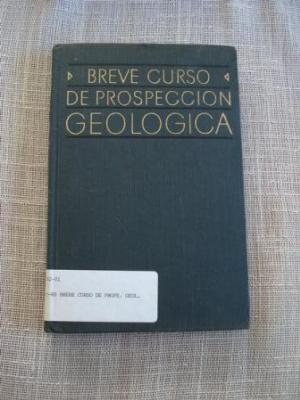 BREVE CURSO
DE PROSPECCION
GEOLOGICA
BREVE CURSO DE PROSP. GEOL.